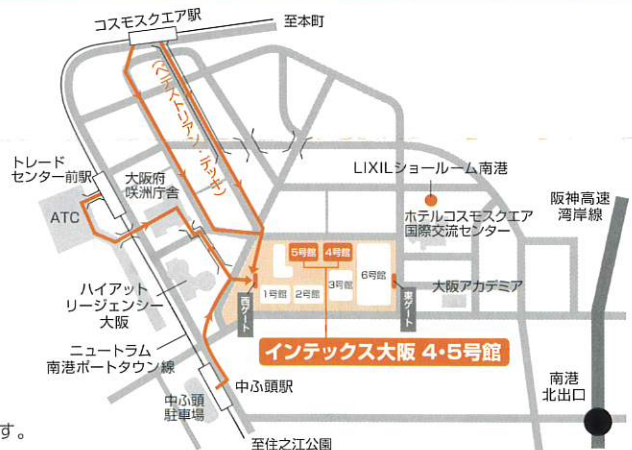 コスモスクエア駅
至本町
(ペデストリアン・デッキ)
トレード
センター前駅
大阪府
咲洲庁舎
LIXILショールーム南港
阪神高速
湾岸線
ATC
ホテルコスモスクエア
国際交流センター
5号館
4号館
6号館
大阪アカデミア
ハイアット
リージェンシー
大阪
1号館
2号館
3号館
西ゲート
東ゲート
インテックス大阪 4・5号館
ニュートラム
南港ポートタウン線
中ふ頭駅
中ふ頭
駐車場
南港
北出口
す。
至住之江公園